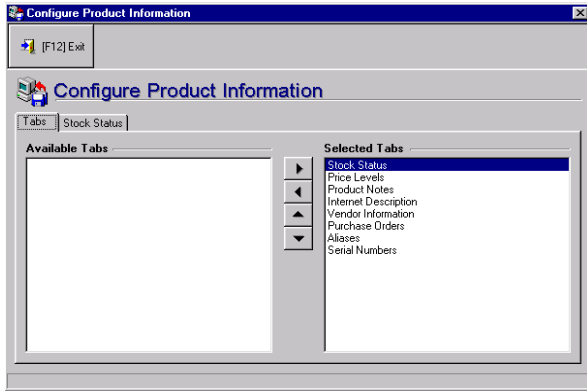 Configure Product Information
[F12] Exit
Configure Product Information
Tabs Stock Status
Available Tabs Selected Tabs
Stock Status
Price Levels
Product Notes
Internet Description
Vendor Information
Purchase Orders
Aliases
Serial Numbers